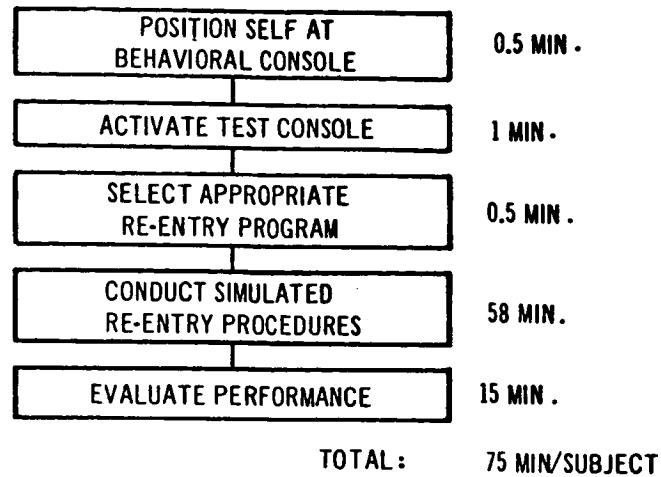 POSITION SELF AT
BEHAVIORAL CONSOLE
0.5 MIN.
ACTIVATE TEST CONSOLE
1 MIN.
SELECT APPROPRIATE
RE-ENTRY PROGRAM
0.5 MIN.
CONDUCT SIMULATED
RE-ENTRY PROCEDURES
58 MIN.
EVALUATE PERFORMANCE
15 MIN.
TOTAL: 75 MIN/SUBJECT